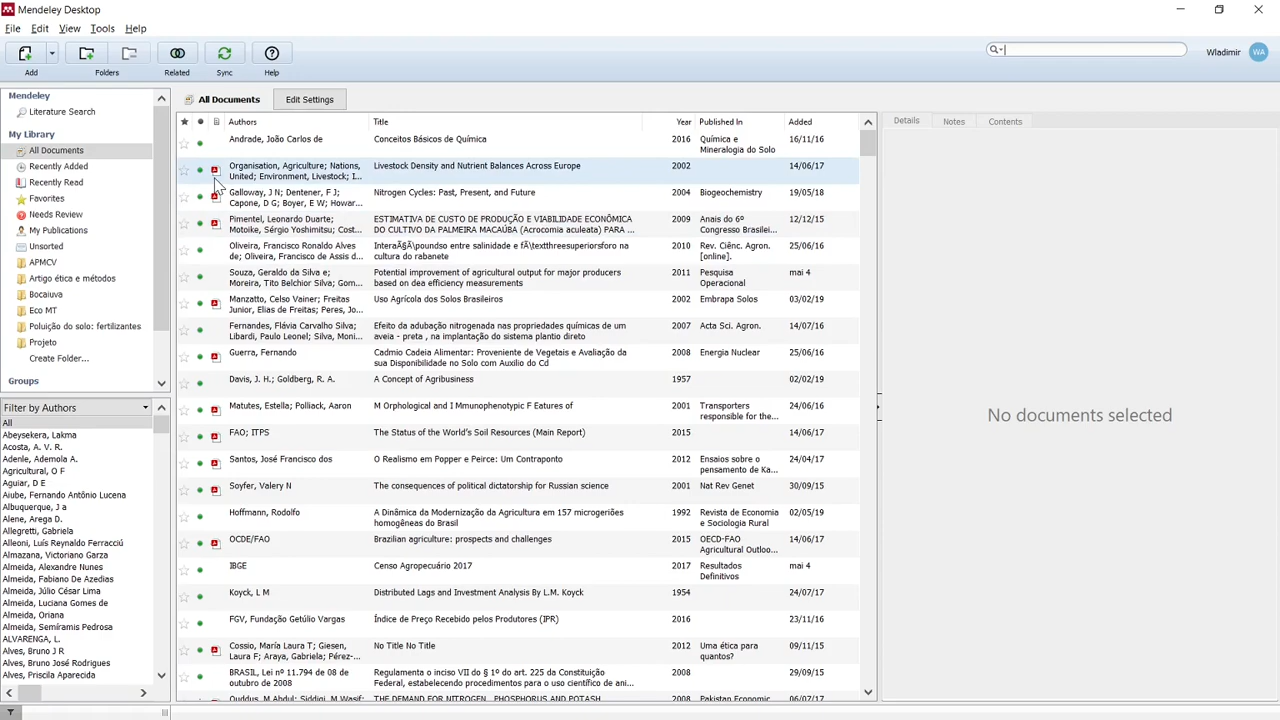 Mendeley Desktop
File Edit View Tools Help
Wladimir WA
Add Folders Related Sync Help
Mendeley
Literature Search
My Library
All Documents
Recently Added
Recently Read
Favorites
Needs Review
My Publications
Unsorted
APMCV
Artigo ética e métodos
Bocaiuva
Eco MT
Poluição do solo: fertilizantes
Projeto
Create Folder...
Groups
Filter by Authors
All
Abeysekera, Lakma
Acosta, A. V. R.
Adenle, Ademola A.
Agricultural, O F
Aguiar, D E
Aiube, Fernando Antônio Lucena
Albuquerque, J a
Alene, Arega D.
Allegretti, Gabriela
Alleoni, Luís Reynaldo Ferracciú
Almazana, Victoriano Garza
Almeida, Alexandre Nunes
Almeida, Fabiano De Azedias
Almeida, Júlio César Lima
Almeida, Luciana Gomes de
Almeida, Oriana
Almeida, Semíramis Pedrosa
ALVARENGA, L.
Alves, Bruno J R
Alves, Bruno José Rodrigues
Alves, Priscila Aparecida
All Documents Edit Settings
Authors Title Year Published In Added
Andrade, João Carlos de Conceitos Básicos de Química 2016 Química e 16/11/16
Mineralogia do Solo
Organisation, Agriculture; Nations, Livestock Density and Nutrient Balances Across Europe 2002 14/06/17
United; Environment, Livestock; I...
Galloway, J N; Dentener, F J; Nitrogen Cycles: Past, Present, and Future 2004 Biogeochemistry 19/05/18
Capone, D G; Boyer, E W; Howar...
Pimentel, Leonardo Duarte; ESTIMATIVA DE CUSTO DE PRODUÇÃO E VIABILIDADE ECONÔMICA 2009 Anais do 6º 12/12/15
Motoike, Sérgio Yoshimitsu; Cost... DO CULTIVO DA PALMEIRA MACAÚBA (Acrocomia aculeata) PARA ... Congresso Brasilei...
Oliveira, Francisco Ronaldo Alves InteraÃ§Ã\poundso entre salinidade e fÃ\textthreesuperiorsforo na 2010 Rev. Ciênc. Agron. 25/06/16
de; Oliveira, Francisco de Assis d... cultura do rabanete [online].
Souza, Geraldo da Silva e; Potential improvement of agricultural output for major producers 2011 Pesquisa mai 4
Moreira, Tito Belchior Silva; Gom... based on dea efficiency measurements Operacional
Manzatto, Celso Vainer; Freitas Uso Agrícola dos Solos Brasileiros 2002 Embrapa Solos 03/02/19
Junior, Elias de Freitas; Peres, Jo...
Fernandes, Flávia Carvalho Silva; Efeito da adubação nitrogenada nas propriedades químicas de um 2007 Acta Sci. Agron. 14/07/16
Libardi, Paulo Leonel; Silva, Moni... aveia - preta , na implantação do sistema plantio direto
Guerra, Fernando Cadmio Cadeia Alimentar: Proveniente de Vegetais e Avaliação da 2008 Energia Nuclear 25/06/16
sua Disponibilidade no Solo com Auxilio do Cd
Davis, J. H.; Goldberg, R. A. A Concept of Agribusiness 1957 02/02/19
Matutes, Estella; Polliack, Aaron M Orphological and I Mmunophenotypic F Eatures of 2001 Transporters 24/06/16
responsible for the...
FAO; ITPS The Status of the World's Soil Resources (Main Report) 2015 14/06/17
Santos, José Francisco dos O Realismo em Popper e Peirce: Um Contraponto 2012 Ensaios sobre o 24/04/17
pensamento de Ka...
Soyfer, Valery N The consequences of political dictatorship for Russian science 2001 Nat Rev Genet 30/09/15
Hoffmann, Rodolfo A Dinâmica da Modernização da Agricultura em 157 microgeriões 1992 Revista de Economia 02/05/19
homogêneas do Brasil e Sociologia Rural
OCDE/FAO Brazilian agriculture: prospects and challenges 2015 OECD-FAO 14/06/17
Agricultural Outloo...
IBGE Censo Agropecuário 2017 2017 Resultados mai 4
Definitivos
Koyck, L M Distributed Lags and Investment Analysis By L.M. Koyck 1954 24/07/17
FGV, Fundação Getúlio Vargas Índice de Preço Recebido pelos Produtores (IPR) 2016 23/11/16
Cossio, María Laura T; Giesen, No Title No Title 2012 Uma ética para 09/11/15
Laura F; Araya, Gabriela; Pérez-... quantos?
BRASIL, Lei nº 11.794 de 08 de Regulamenta o inciso VII do § 1º do art. 225 da Constituição 2008 29/09/15
outubro de 2008 Federal, estabelecendo procedimentos para o uso científico de ani...
Quddus, M Abdul; Siddiqi, M Wasif; THE DEMAND FOR NITROGEN, PHOSPHORUS AND POTASH 2008 Pakistan Economic 06/07/17
Details Notes Contents
No documents selected